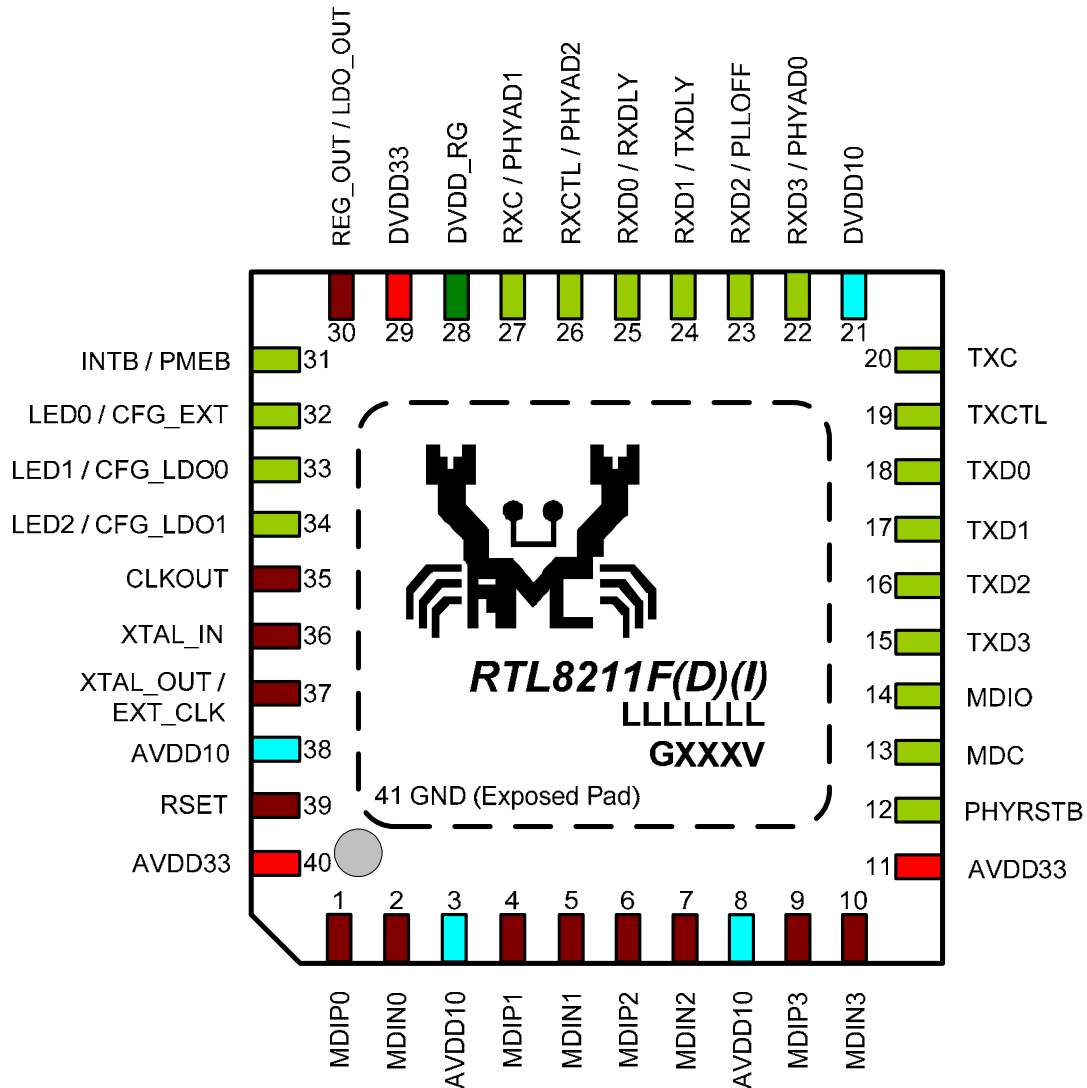 REG_OUT / LDO_OUT
DVDD33
DVDD_RG
RXC / PHYAD1
RXCTL / PHYAD2
RXD0 / RXDLY
RXD1 / TXDLY
RXD2 / PLLOFF
RXD3 / PHYAD0
DVDD10
30
29
28
27
26
25
24
23
22
21
INTB / PMEB
31
LED0 / CFG_EXT
32
LED1 / CFG_LDO0
33
LED2 / CFG_LDO1
34
CLKOUT
35
XTAL_IN
36
XTAL_OUT /
EXT_CLK
37
AVDD10
38
RSET
39
AVDD33
40
RTL8211F(D)(I)
LLLLLLL
GXXXV
41 GND (Exposed Pad)
20
TXC
19
TXCTL
18
TXD0
17
TXD1
16
TXD2
15
TXD3
14
MDIO
13
MDC
12
PHYRSTB
11
AVDD33
1
2
3
4
5
6
7
8
9
10
MDIP0
MDIN0
AVDD10
MDIP1
MDIN1
MDIP2
MDIN2
AVDD10
MDIP3
MDIN3